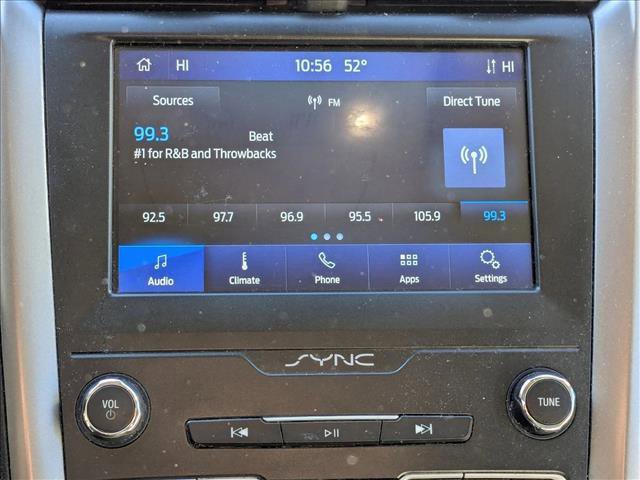 HI 10:56 52° HI
Sources FM Direct Tune
99.3 Beat
#1 for R&B and Throwbacks
92.5 97.7 96.9 95.5 105.9 99.3
Audio Climate Phone Apps Settings
SYNC
VOL TUNE